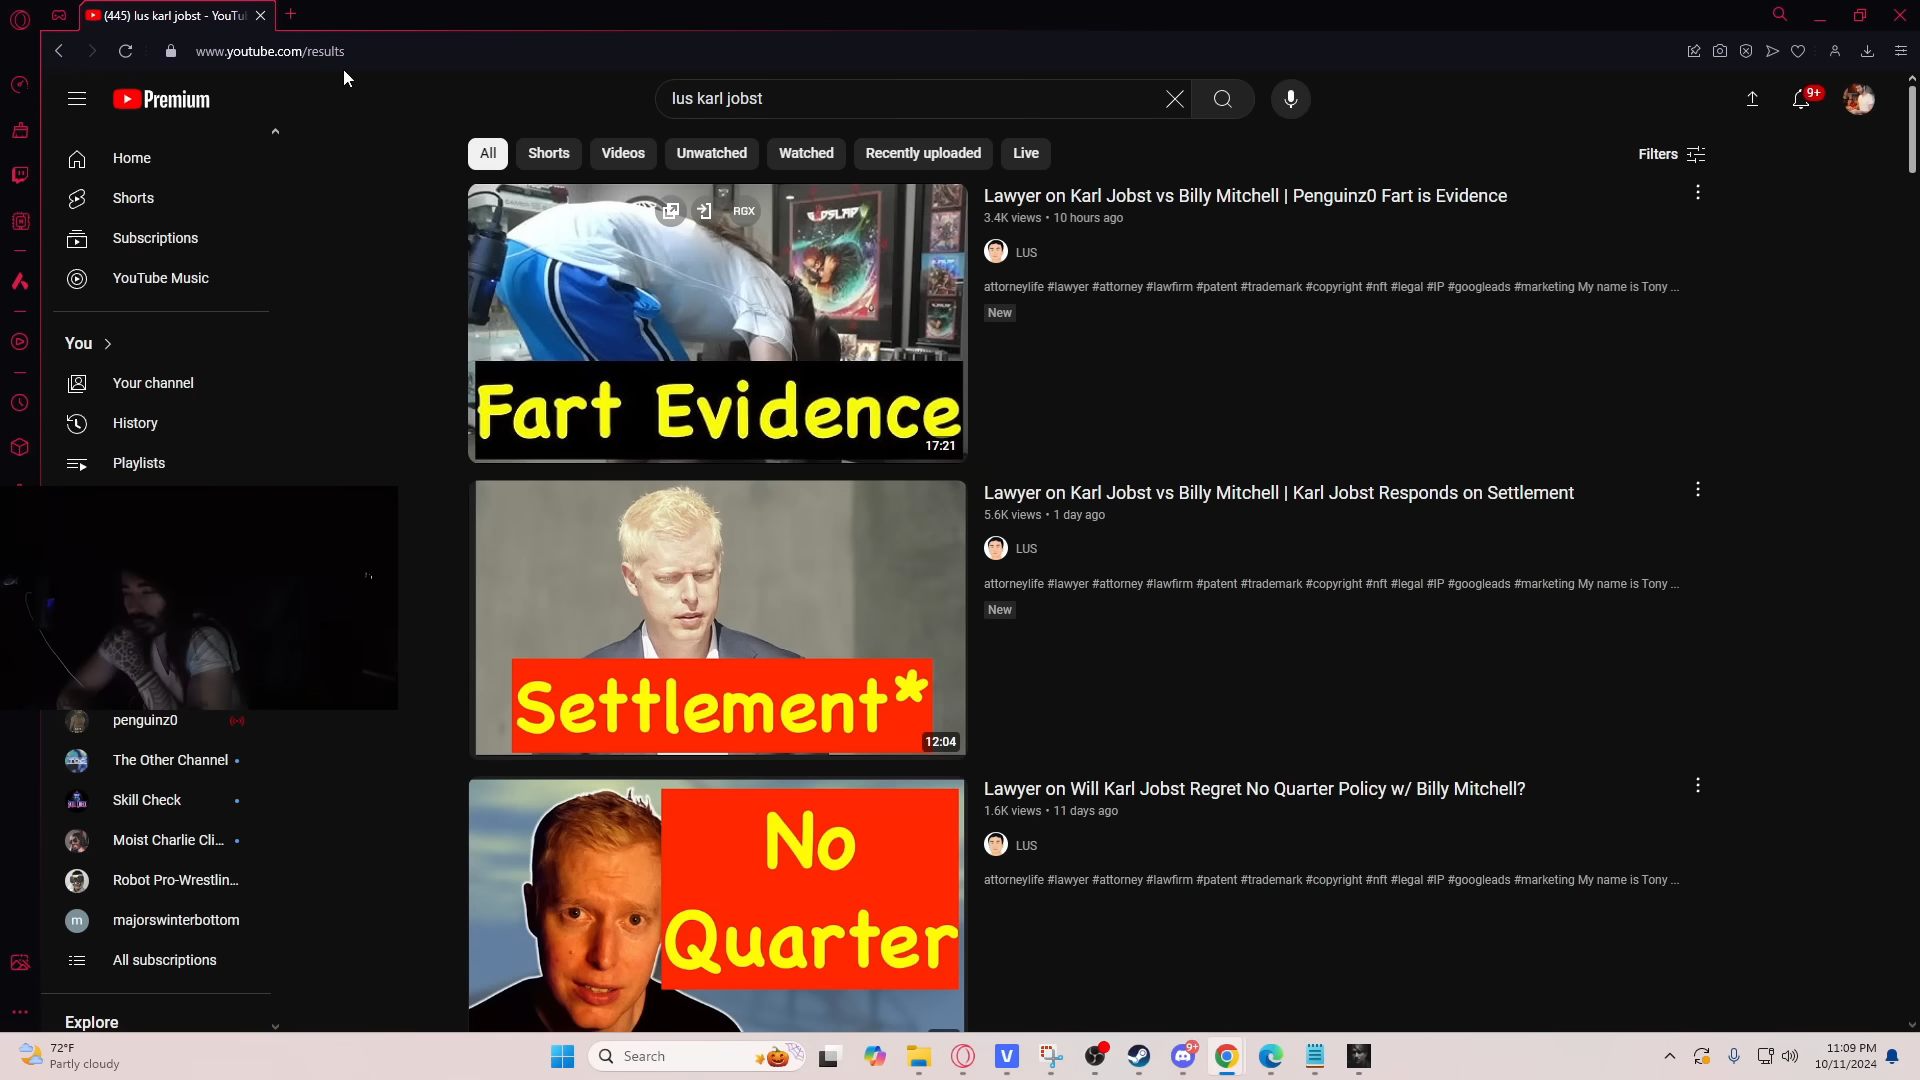 (445) lus karl jobst - YouTu
www.youtube.com/results
Premium
lus karl jobst
9+
Home
Shorts
Subscriptions
YouTube Music
You
Your channel
History
Playlists
penguinz0
The Other Channel
Skill Check
Moist Charlie Cli...
Robot Pro-Wrestlin...
m
majorswinterbottom
All subscriptions
Explore
All
Shorts
Videos
Unwatched
Watched
Recently uploaded
Live
Filters
RGX
Fart Evidence
17:21
Lawyer on Karl Jobst vs Billy Mitchell | Penguinz0 Fart is Evidence
3.4K views • 10 hours ago
LUS
attorneylife #lawyer #attorney #lawfirm #patent #trademark #copyright #nft #legal #IP #googleads #marketing My name is Tony ...
New
Settlement*
12:04
Lawyer on Karl Jobst vs Billy Mitchell | Karl Jobst Responds on Settlement
5.6K views • 1 day ago
LUS
attorneylife #lawyer #attorney #lawfirm #patent #trademark #copyright #nft #legal #IP #googleads #marketing My name is Tony ...
New
No
Quarter
Lawyer on Will Karl Jobst Regret No Quarter Policy w/ Billy Mitchell?
1.6K views • 11 days ago
LUS
attorneylife #lawyer #attorney #lawfirm #patent #trademark #copyright #nft #legal #IP #googleads #marketing My name is Tony ...
72°F
Partly cloudy
Search
V
9+
11:09 PM
10/11/2024